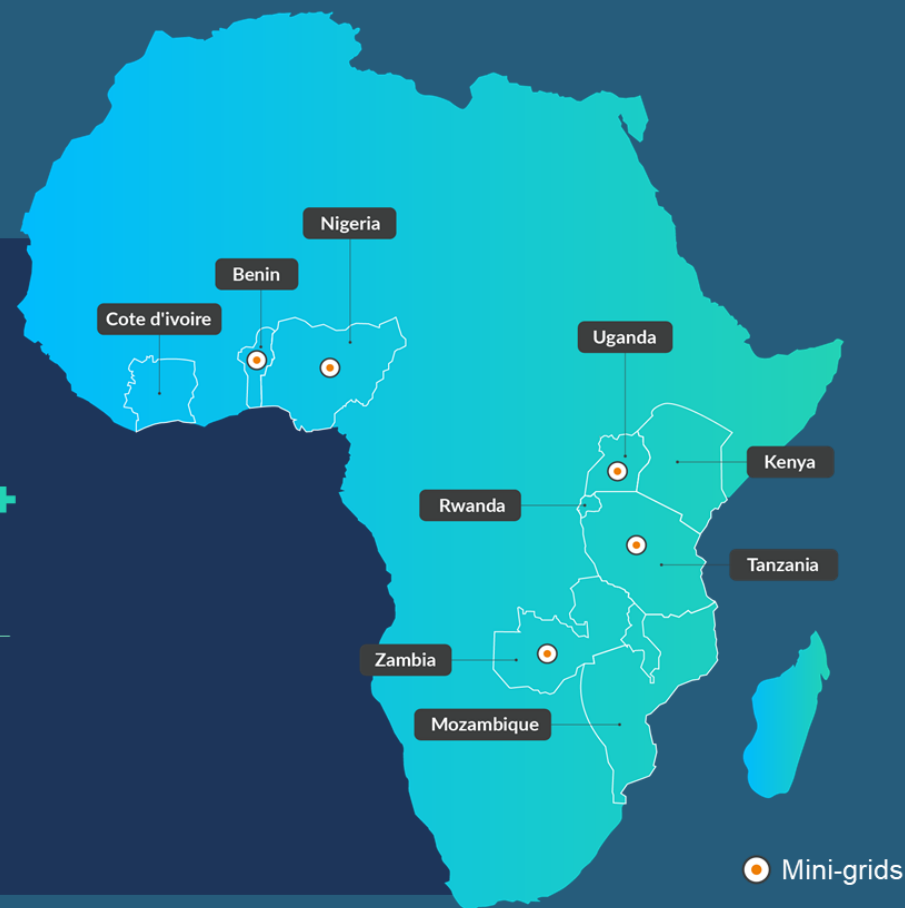 Nigeria
Benin
Cote d'ivoire
Uganda
Kenya
Rwanda
Tanzania
Zambia
Mozambique
Mini-grids